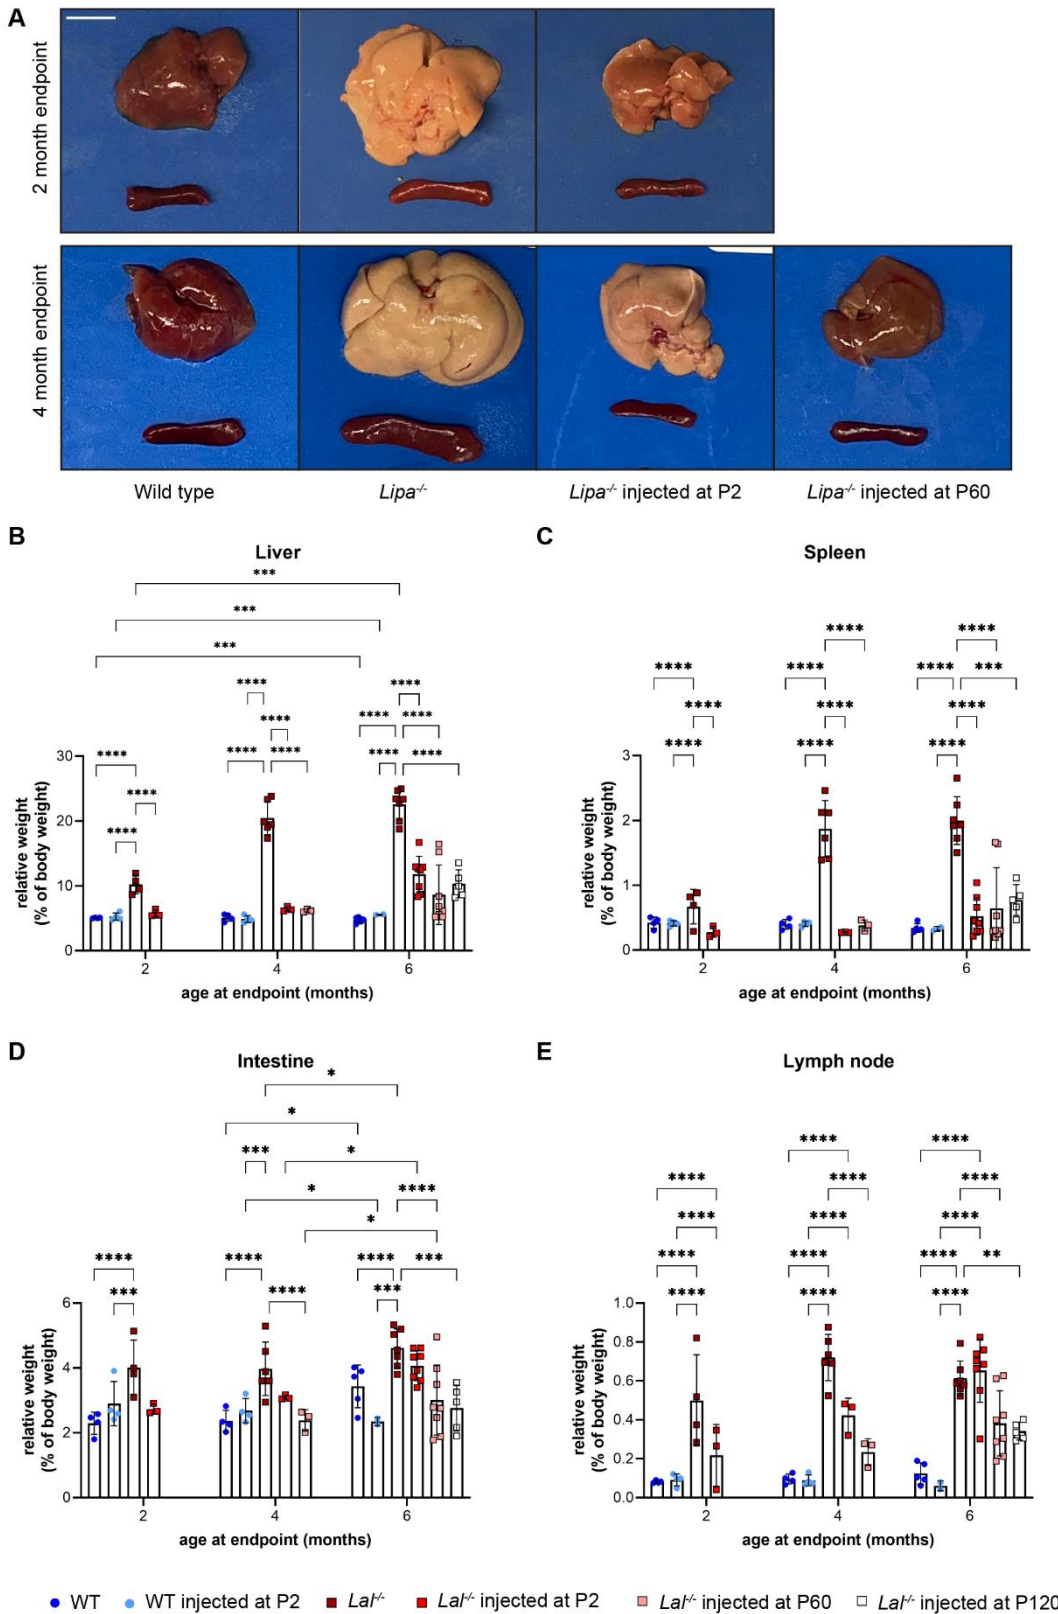 A
2 month endpoint
4 month endpoint
Wild type
Lipa-/-
Lipa-/- injected at P2
Lipa-/- injected at P60
B
Liver
***
***
***
****
****
****
****
****
****
****
****
****
****
****
****
30
20
10
0
relative weight
(% of body weight)
2
4
6
age at endpoint (months)
C
Spleen
****
****
****
****
****
***
****
****
****
****
****
****
3
2
1
0
relative weight
(% of body weight)
2
4
6
age at endpoint (months)
D
Intestine
*
*
***
*
*
****
*
****
****
****
***
***
****
***
6
4
2
0
relative weight
(% of body weight)
2
4
6
age at endpoint (months)
E
Lymph node
****
****
****
****
****
****
****
****
****
****
****
****
**
****
****
****
1.0
0.8
0.6
0.4
0.2
0.0
relative weight
(% of body weight)
2
4
6
age at endpoint (months)
WT
WT injected at P2
Lal-/-
Lal-/- injected at P2
Lal-/- injected at P60
Lal-/- injected at P120